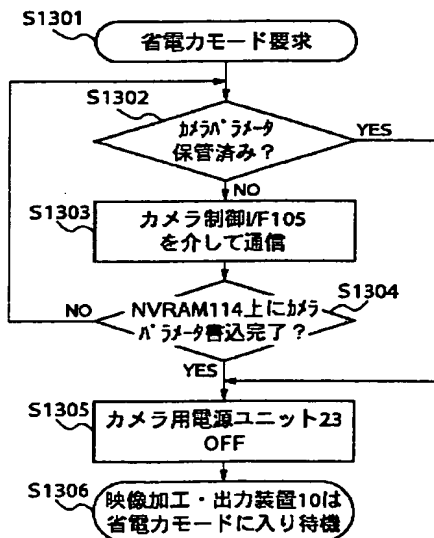 S1301
省電力モード要求
S1302
カメラパラメータ
保管済み？
YES
NO
S1303
カメラ制御I/F105
を介して通信
NO
NVRAM114上にカメラ
パラメータ書込完了？
S1304
YES
S1305
カメラ用電源ユニット23
OFF
S1306
映像加工・出力装置10は
省電力モードに入り待機